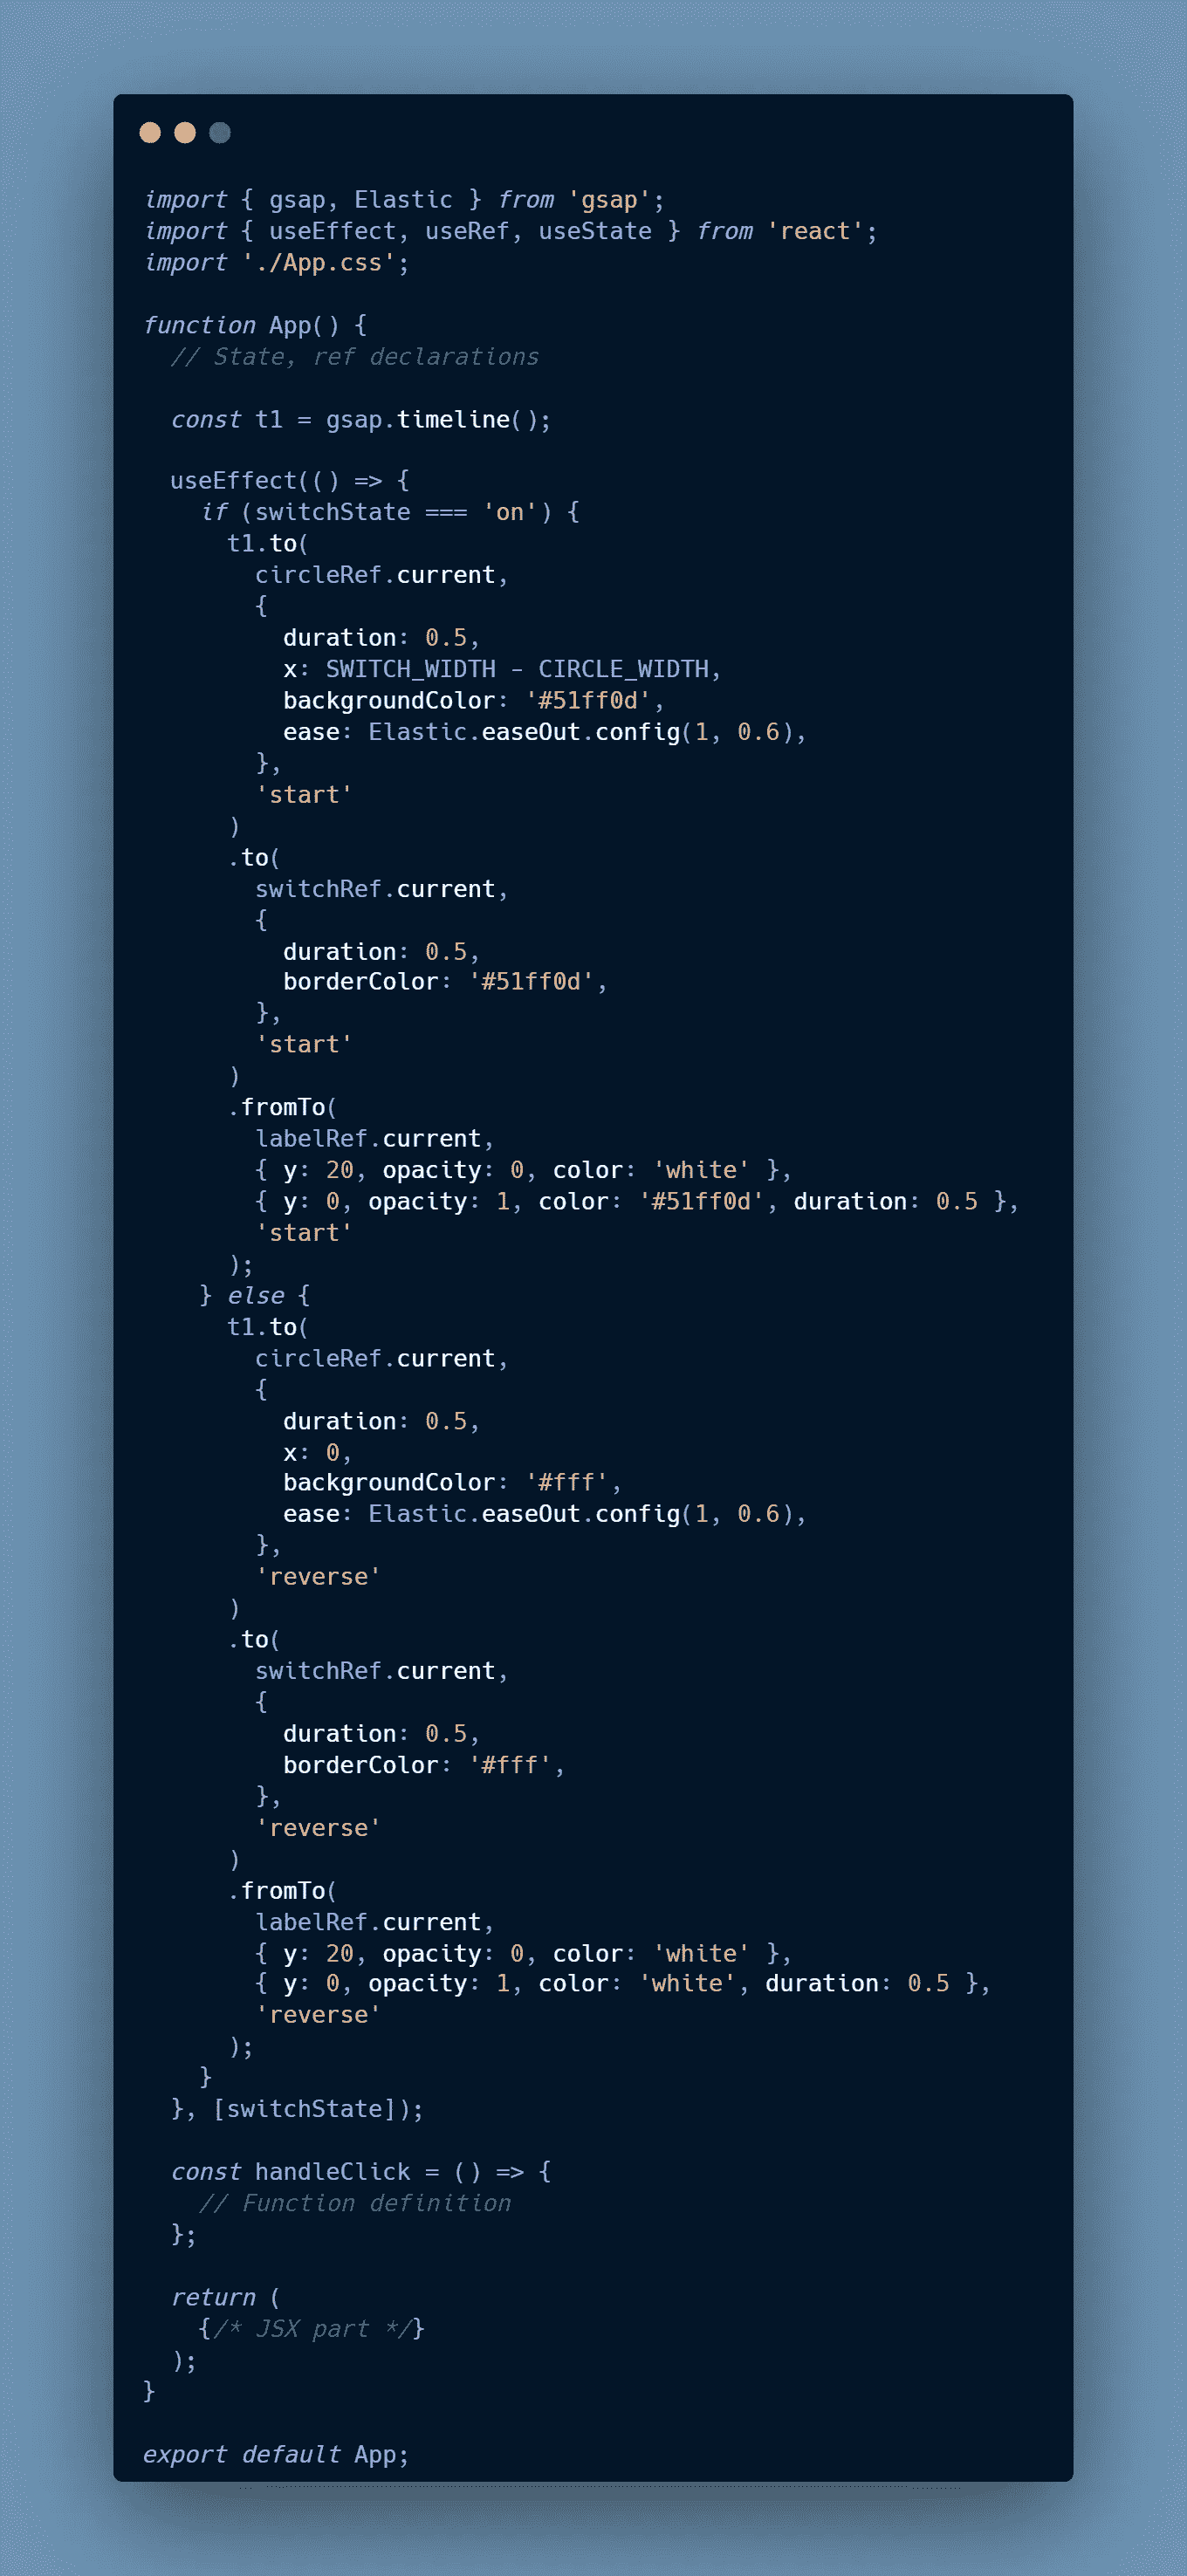 import { gsap, Elastic } from 'gsap';
import { useEffect, useRef, useState } from 'react';
import './App.css';

function App() {
  // State, ref declarations

  const t1 = gsap.timeline();

  useEffect(() => {
    if (switchState === 'on') {
      t1.to(
        circleRef.current,
        {
          duration: 0.5,
          x: SWITCH_WIDTH - CIRCLE_WIDTH,
          backgroundColor: '#51ff0d',
          ease: Elastic.easeOut.config(1, 0.6),
        },
        'start'
      )
      .to(
        switchRef.current,
        {
          duration: 0.5,
          borderColor: '#51ff0d',
        },
        'start'
      )
      .fromTo(
        labelRef.current,
        { y: 20, opacity: 0, color: 'white' },
        { y: 0, opacity: 1, color: '#51ff0d', duration: 0.5 },
        'start'
      );
    } else {
      t1.to(
        circleRef.current,
        {
          duration: 0.5,
          x: 0,
          backgroundColor: '#fff',
          ease: Elastic.easeOut.config(1, 0.6),
        },
        'reverse'
      )
      .to(
        switchRef.current,
        {
          duration: 0.5,
          borderColor: '#fff',
        },
        'reverse'
      )
      .fromTo(
        labelRef.current,
        { y: 20, opacity: 0, color: 'white' },
        { y: 0, opacity: 1, color: 'white', duration: 0.5 },
        'reverse'
      );
    }
  }, [switchState]);

  const handleClick = () => {
    // Function definition
  };

  return (
    {/* JSX part */}
  );
}

export default App;